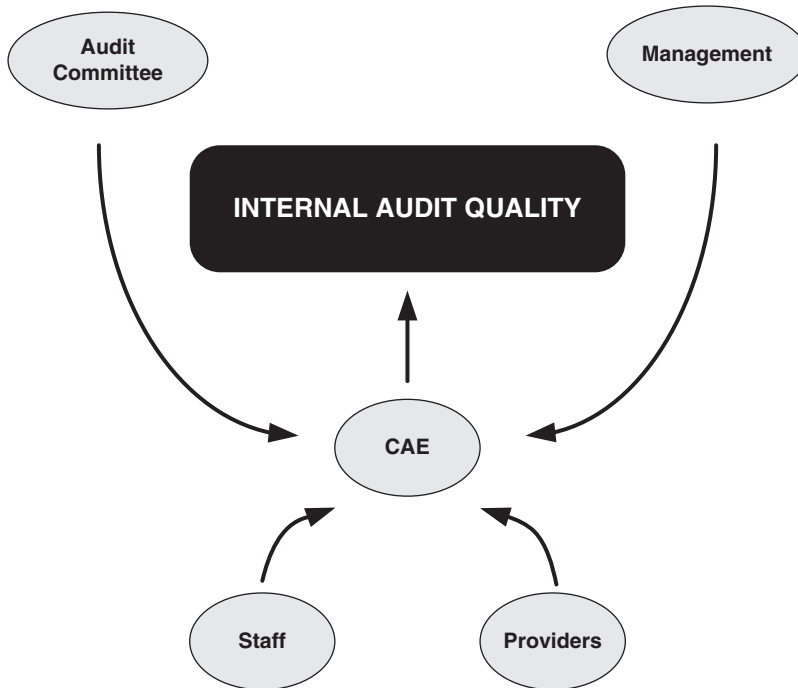 Audit
Committee
Management
INTERNAL AUDIT QUALITY
CAE
Staff
Providers